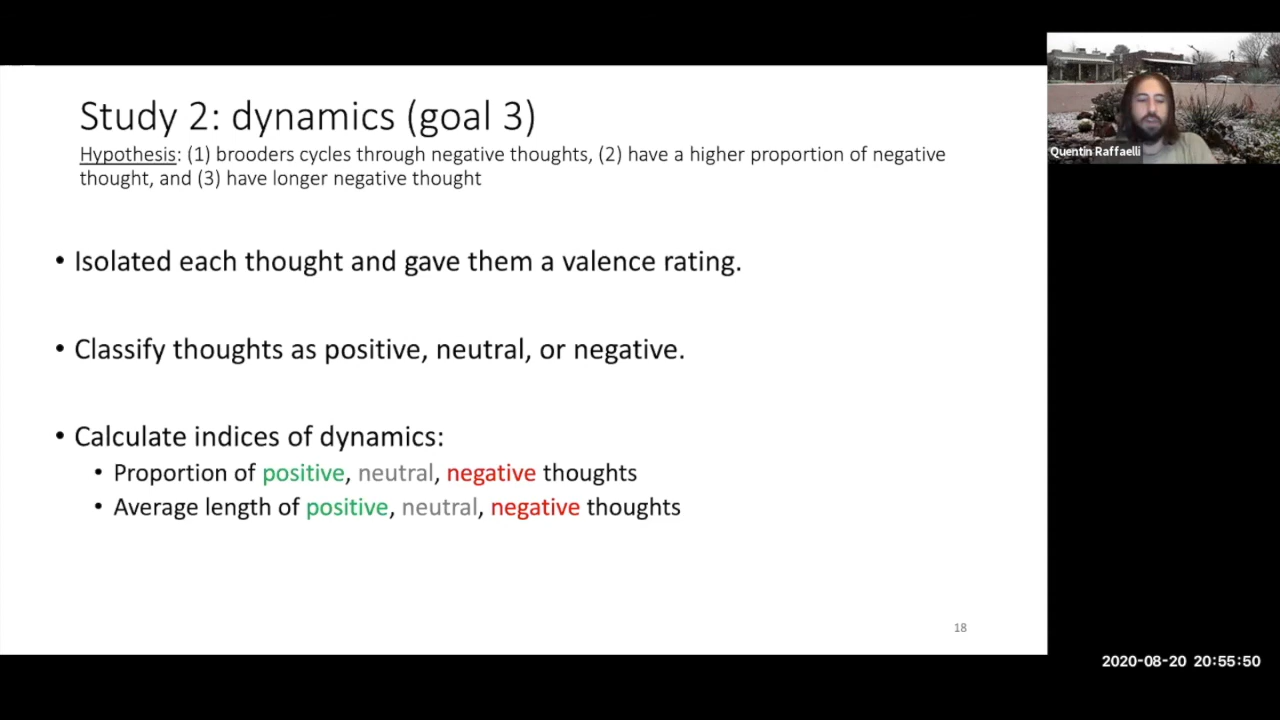 Study 2: dynamics (goal 3)
Hypothesis: (1) brooders cycles through negative thoughts, (2) have a higher proportion of negative
thought, and (3) have longer negative thought
• Isolated each thought and gave them a valence rating.
• Classify thoughts as positive, neutral, or negative.
• Calculate indices of dynamics:
• Proportion of positive, neutral, negative thoughts
• Average length of positive, neutral, negative thoughts
18
Quentin Raffaelli
2020-08-20 20:55:50